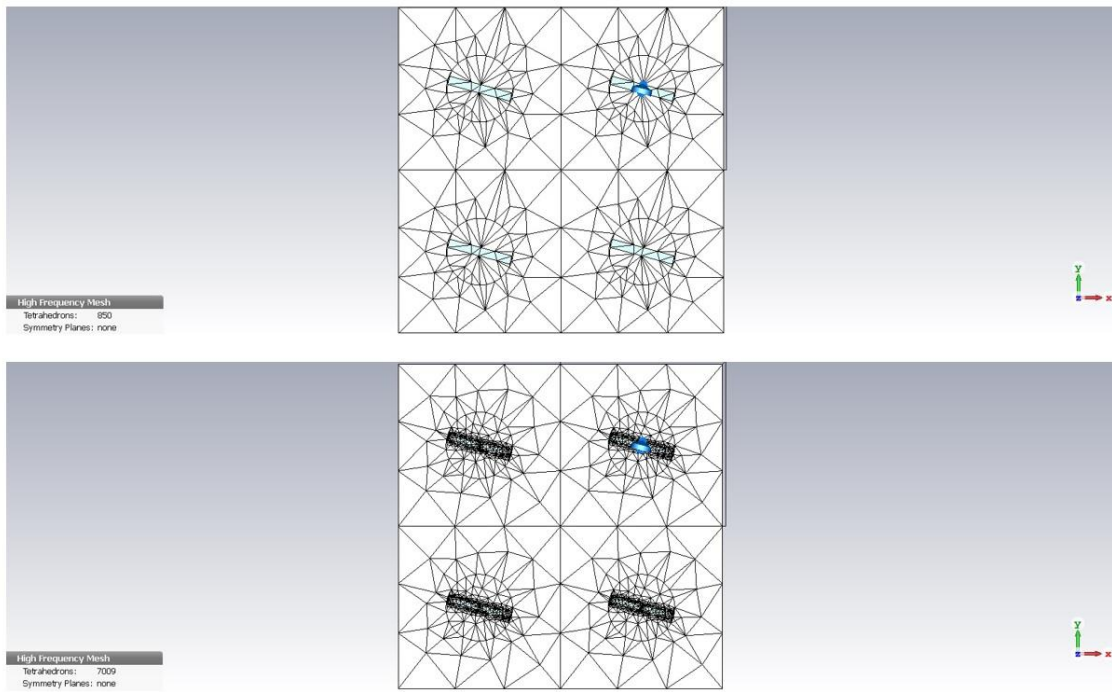 High Frequency Mesh
Tetrahedrons: 850
Symmetry Planes: none
y
z x
High Frequency Mesh
Tetrahedrons: 7009
Symmetry Planes: none
y
z x